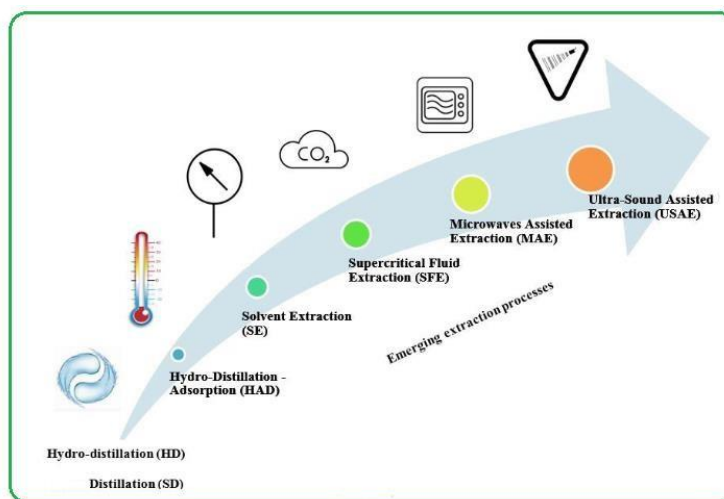 CO₂
Ultra-Sound Assisted
Extraction (USAE)
Microwaves Assisted
Extraction (MAE)
Supercritical Fluid
Extraction (SFE)
Emerging extraction processes
Solvent Extraction
(SE)
Hydro-Distillation -
Adsorption (HAD)
Hydro-distillation (HD)
Distillation (SD)